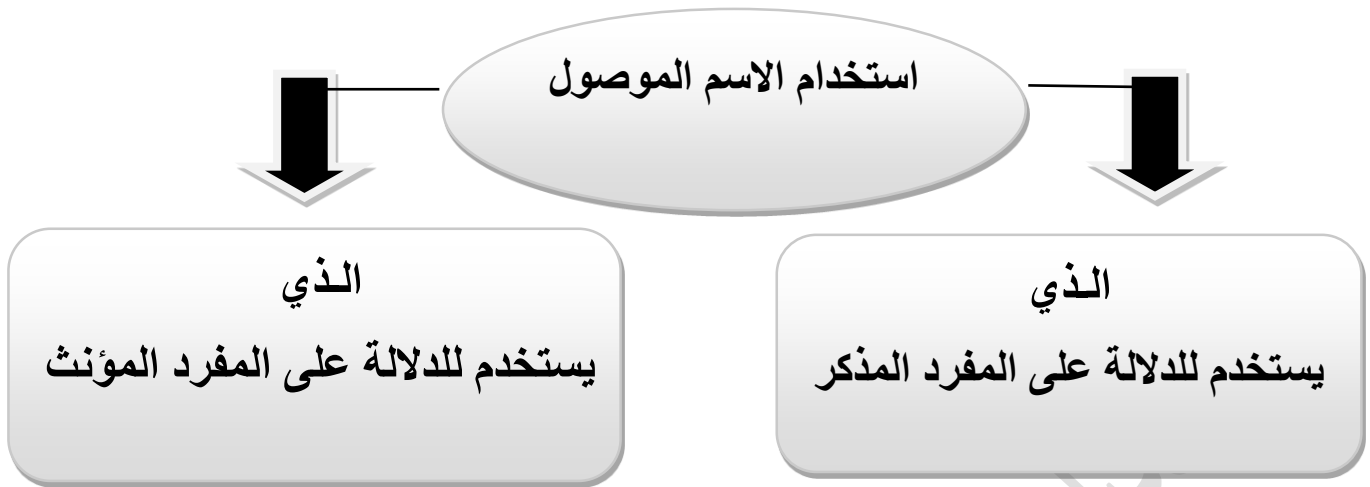 استخدام الاسم الموصول
الـذي
يستخدم للدلالة على المفرد المذكر
الـذي
يستخدم للدلالة على المفرد المؤنث